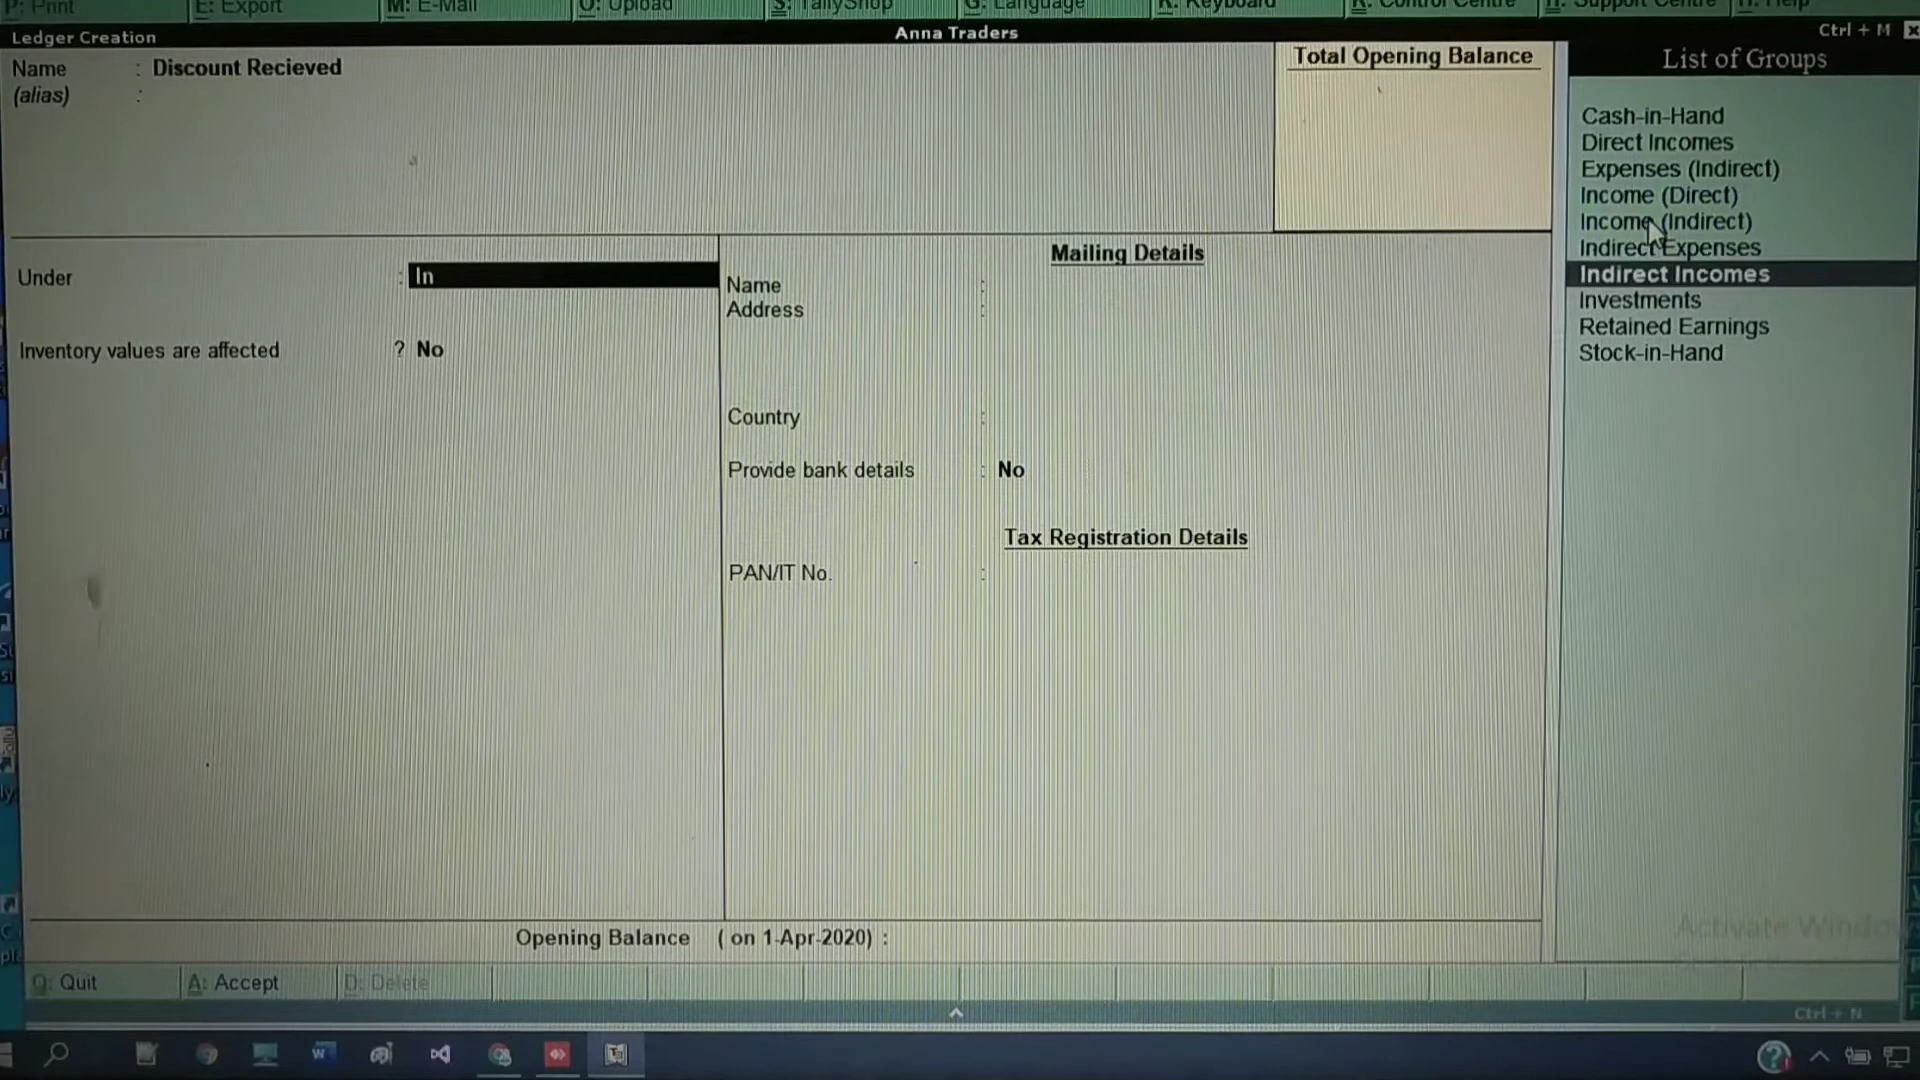 P: Print E: Export M: E-Mail O: Upload S: TallyShop G: Language K: Keyboard K: Control Centre H: Support Centre H: Help
Ledger Creation Anna Traders Ctrl + M
Name : Discount Recieved
(alias) :
Total Opening Balance
List of Groups
Cash-in-Hand
Direct Incomes
Expenses (Indirect)
Income (Direct)
Income (Indirect)
Indirect Expenses
Indirect Incomes
Investments
Retained Earnings
Stock-in-Hand
Under : In
Inventory values are affected ? No
Mailing Details
Name :
Address :
Country :
Provide bank details : No
Tax Registration Details
PAN/IT No. :
Opening Balance ( on 1-Apr-2020) :
Activate Windo
Q: Quit A: Accept D: Delete
Ctrl + N